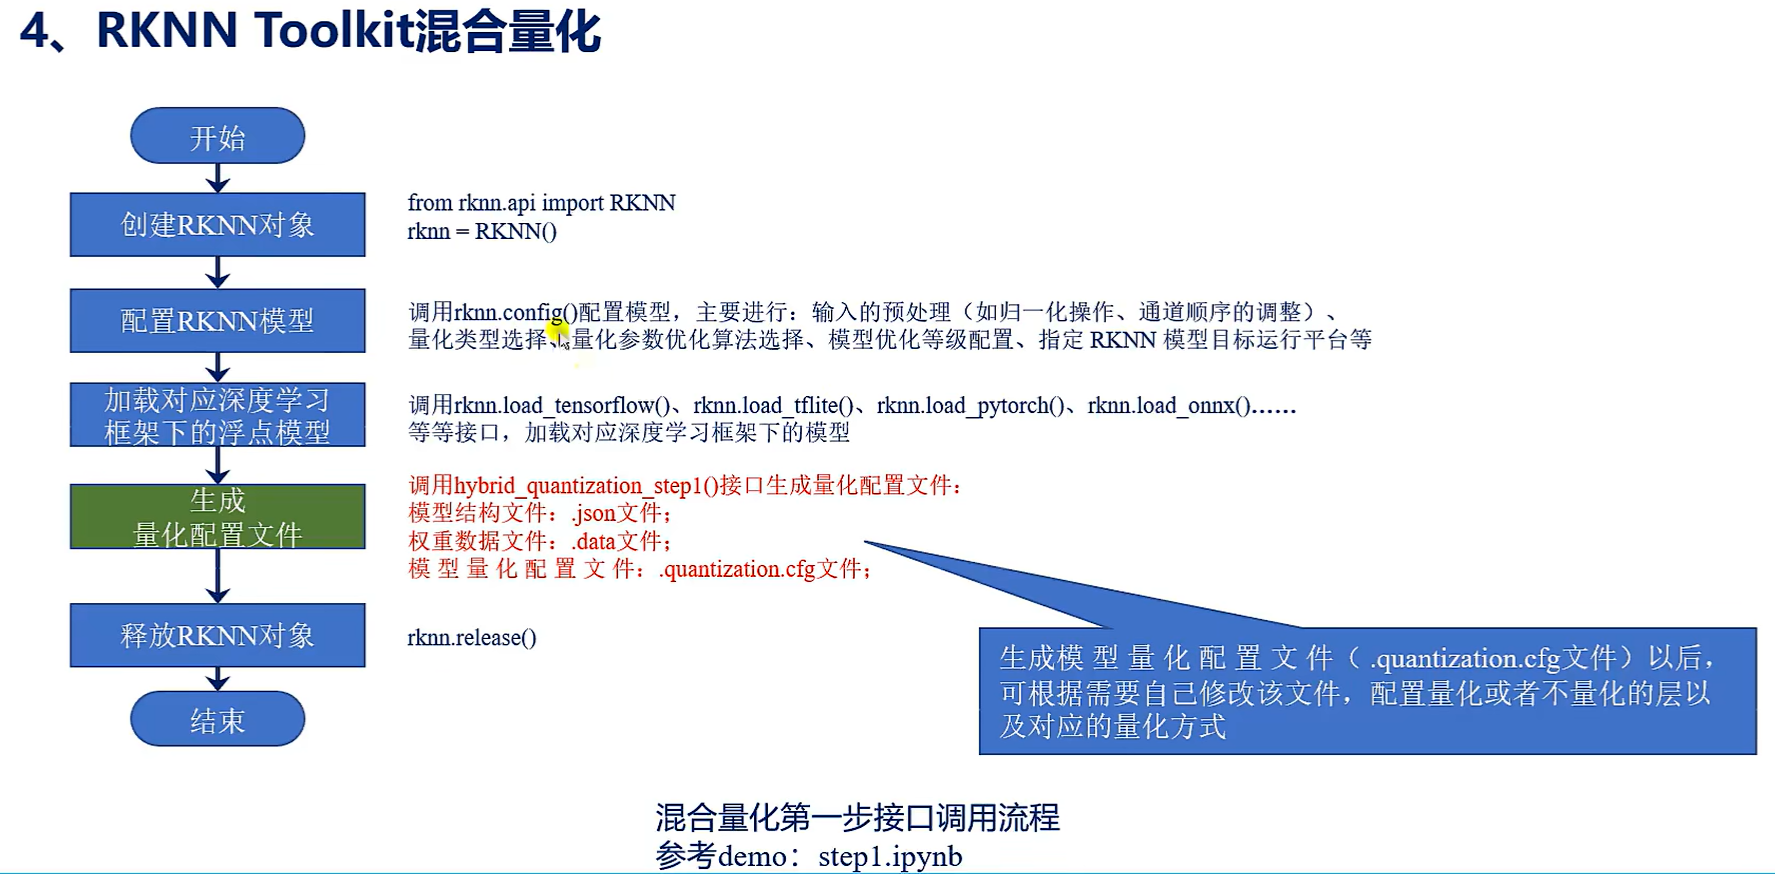 4、RKNN Toolkit混合量化
开始
创建RKNN对象
from rknn.api import RKNN
rknn = RKNN()
配置RKNN模型
调用rknn.config()配置模型，主要进行：输入的预处理（如归一化操作、通道顺序的调整）、
量化类型选择、量化参数优化算法选择、模型优化等级配置、指定 RKNN 模型目标运行平台等
加载对应深度学习
框架下的浮点模型
调用rknn.load_tensorflow()、rknn.load_tflite()、rknn.load_pytorch()、rknn.load_onnx()......
等等接口，加载对应深度学习框架下的模型
生成
量化配置文件
调用hybrid_quantization_step1()接口生成量化配置文件：
模型结构文件：.json文件；
权重数据文件：.data文件；
模 型 量 化 配 置 文 件：.quantization.cfg文件；
释放RKNN对象
rknn.release()
生成模 型 量 化 配 置 文 件（ .quantization.cfg文件）以后，
可根据需要自己修改该文件，配置量化或者不量化的层以
及对应的量化方式
结束
混合量化第一步接口调用流程
参考demo：step1.ipynb